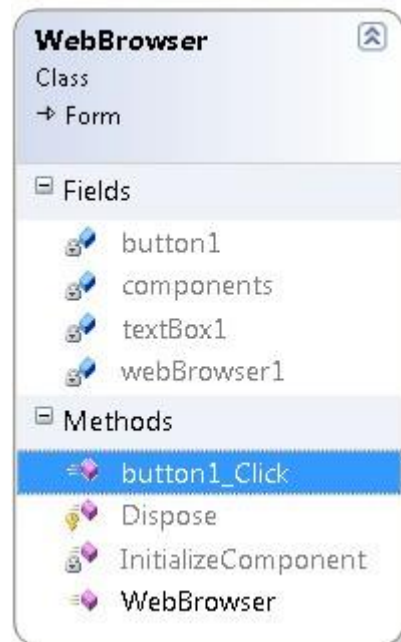 WebBrowser
Class
Form
Fields
button1
components
textBox1
webBrowser1
Methods
button1_Click
Dispose
InitializeComponent
WebBrowser